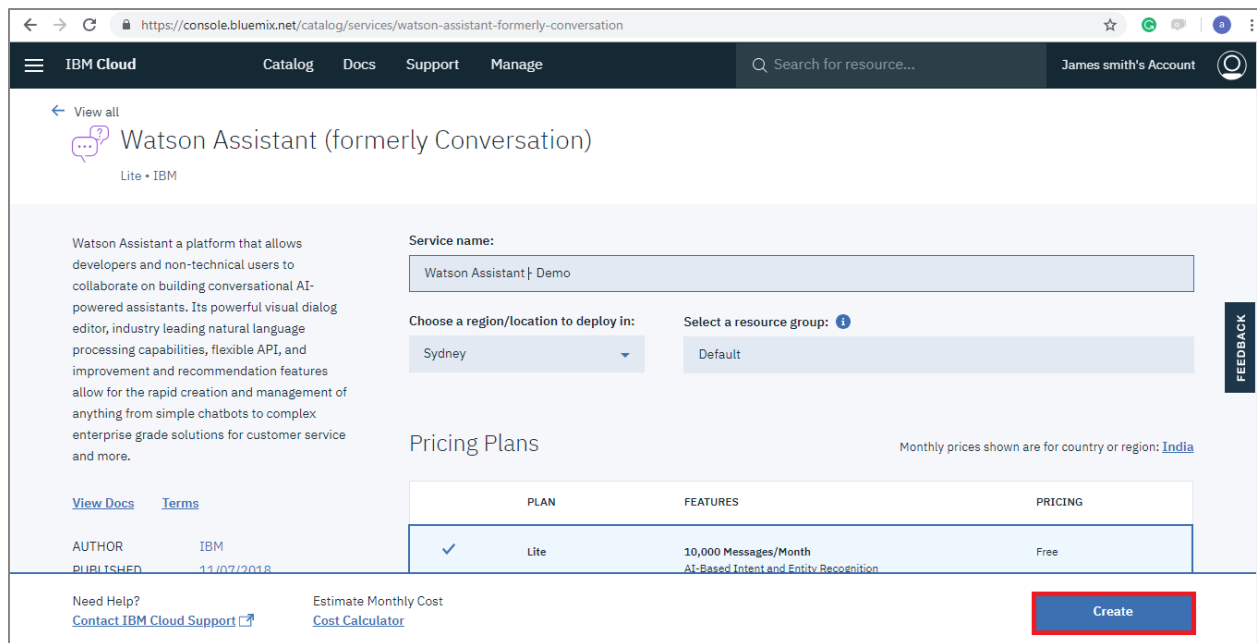 https://console.bluemix.net/catalog/services/watson-assistant-formerly-conversation
a
IBM Cloud
Catalog
Docs
Support
Manage
Search for resource...
James smith's Account
View all
Watson Assistant (formerly Conversation)
Lite • IBM
Watson Assistant a platform that allows
developers and non-technical users to
collaborate on building conversational AI-
powered assistants. Its powerful visual dialog
editor, industry leading natural language
processing capabilities, flexible API, and
improvement and recommendation features
allow for the rapid creation and management of
anything from simple chatbots to complex
enterprise grade solutions for customer service
and more.
View Docs
Terms
AUTHOR IBM
PUBLISHED 11/07/2018
Service name:
Watson Assistant - Demo
Choose a region/location to deploy in:
Sydney
Select a resource group:
Default
Pricing Plans
Monthly prices shown are for country or region: India
PLAN FEATURES PRICING
Lite 10,000 Messages/Month Free
AI-Based Intent and Entity Recognition
FEEDBACK
Need Help?
Contact IBM Cloud Support
Estimate Monthly Cost
Cost Calculator
Create